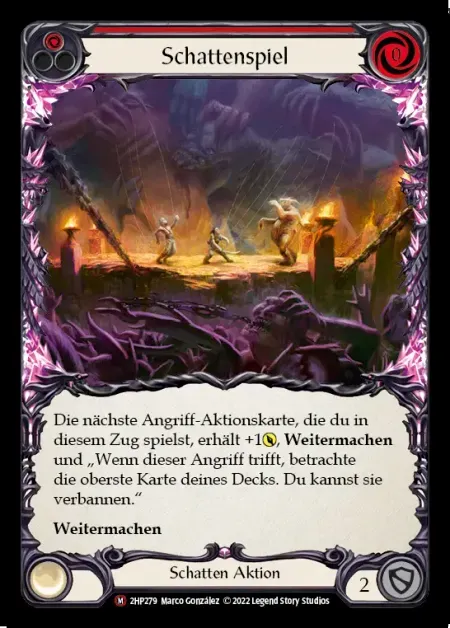 Schattenspiel
0
Die nächste Angriff-Aktionskarte, die du in
diesem Zug spielst, erhält +1, Weitermachen
und „Wenn dieser Angriff trifft, betrachte
die oberste Karte deines Decks. Du kannst sie
verbannen.“
Weitermachen
Schatten Aktion
2
M 2HP279 Marco González © 2022 Legend Story Studios